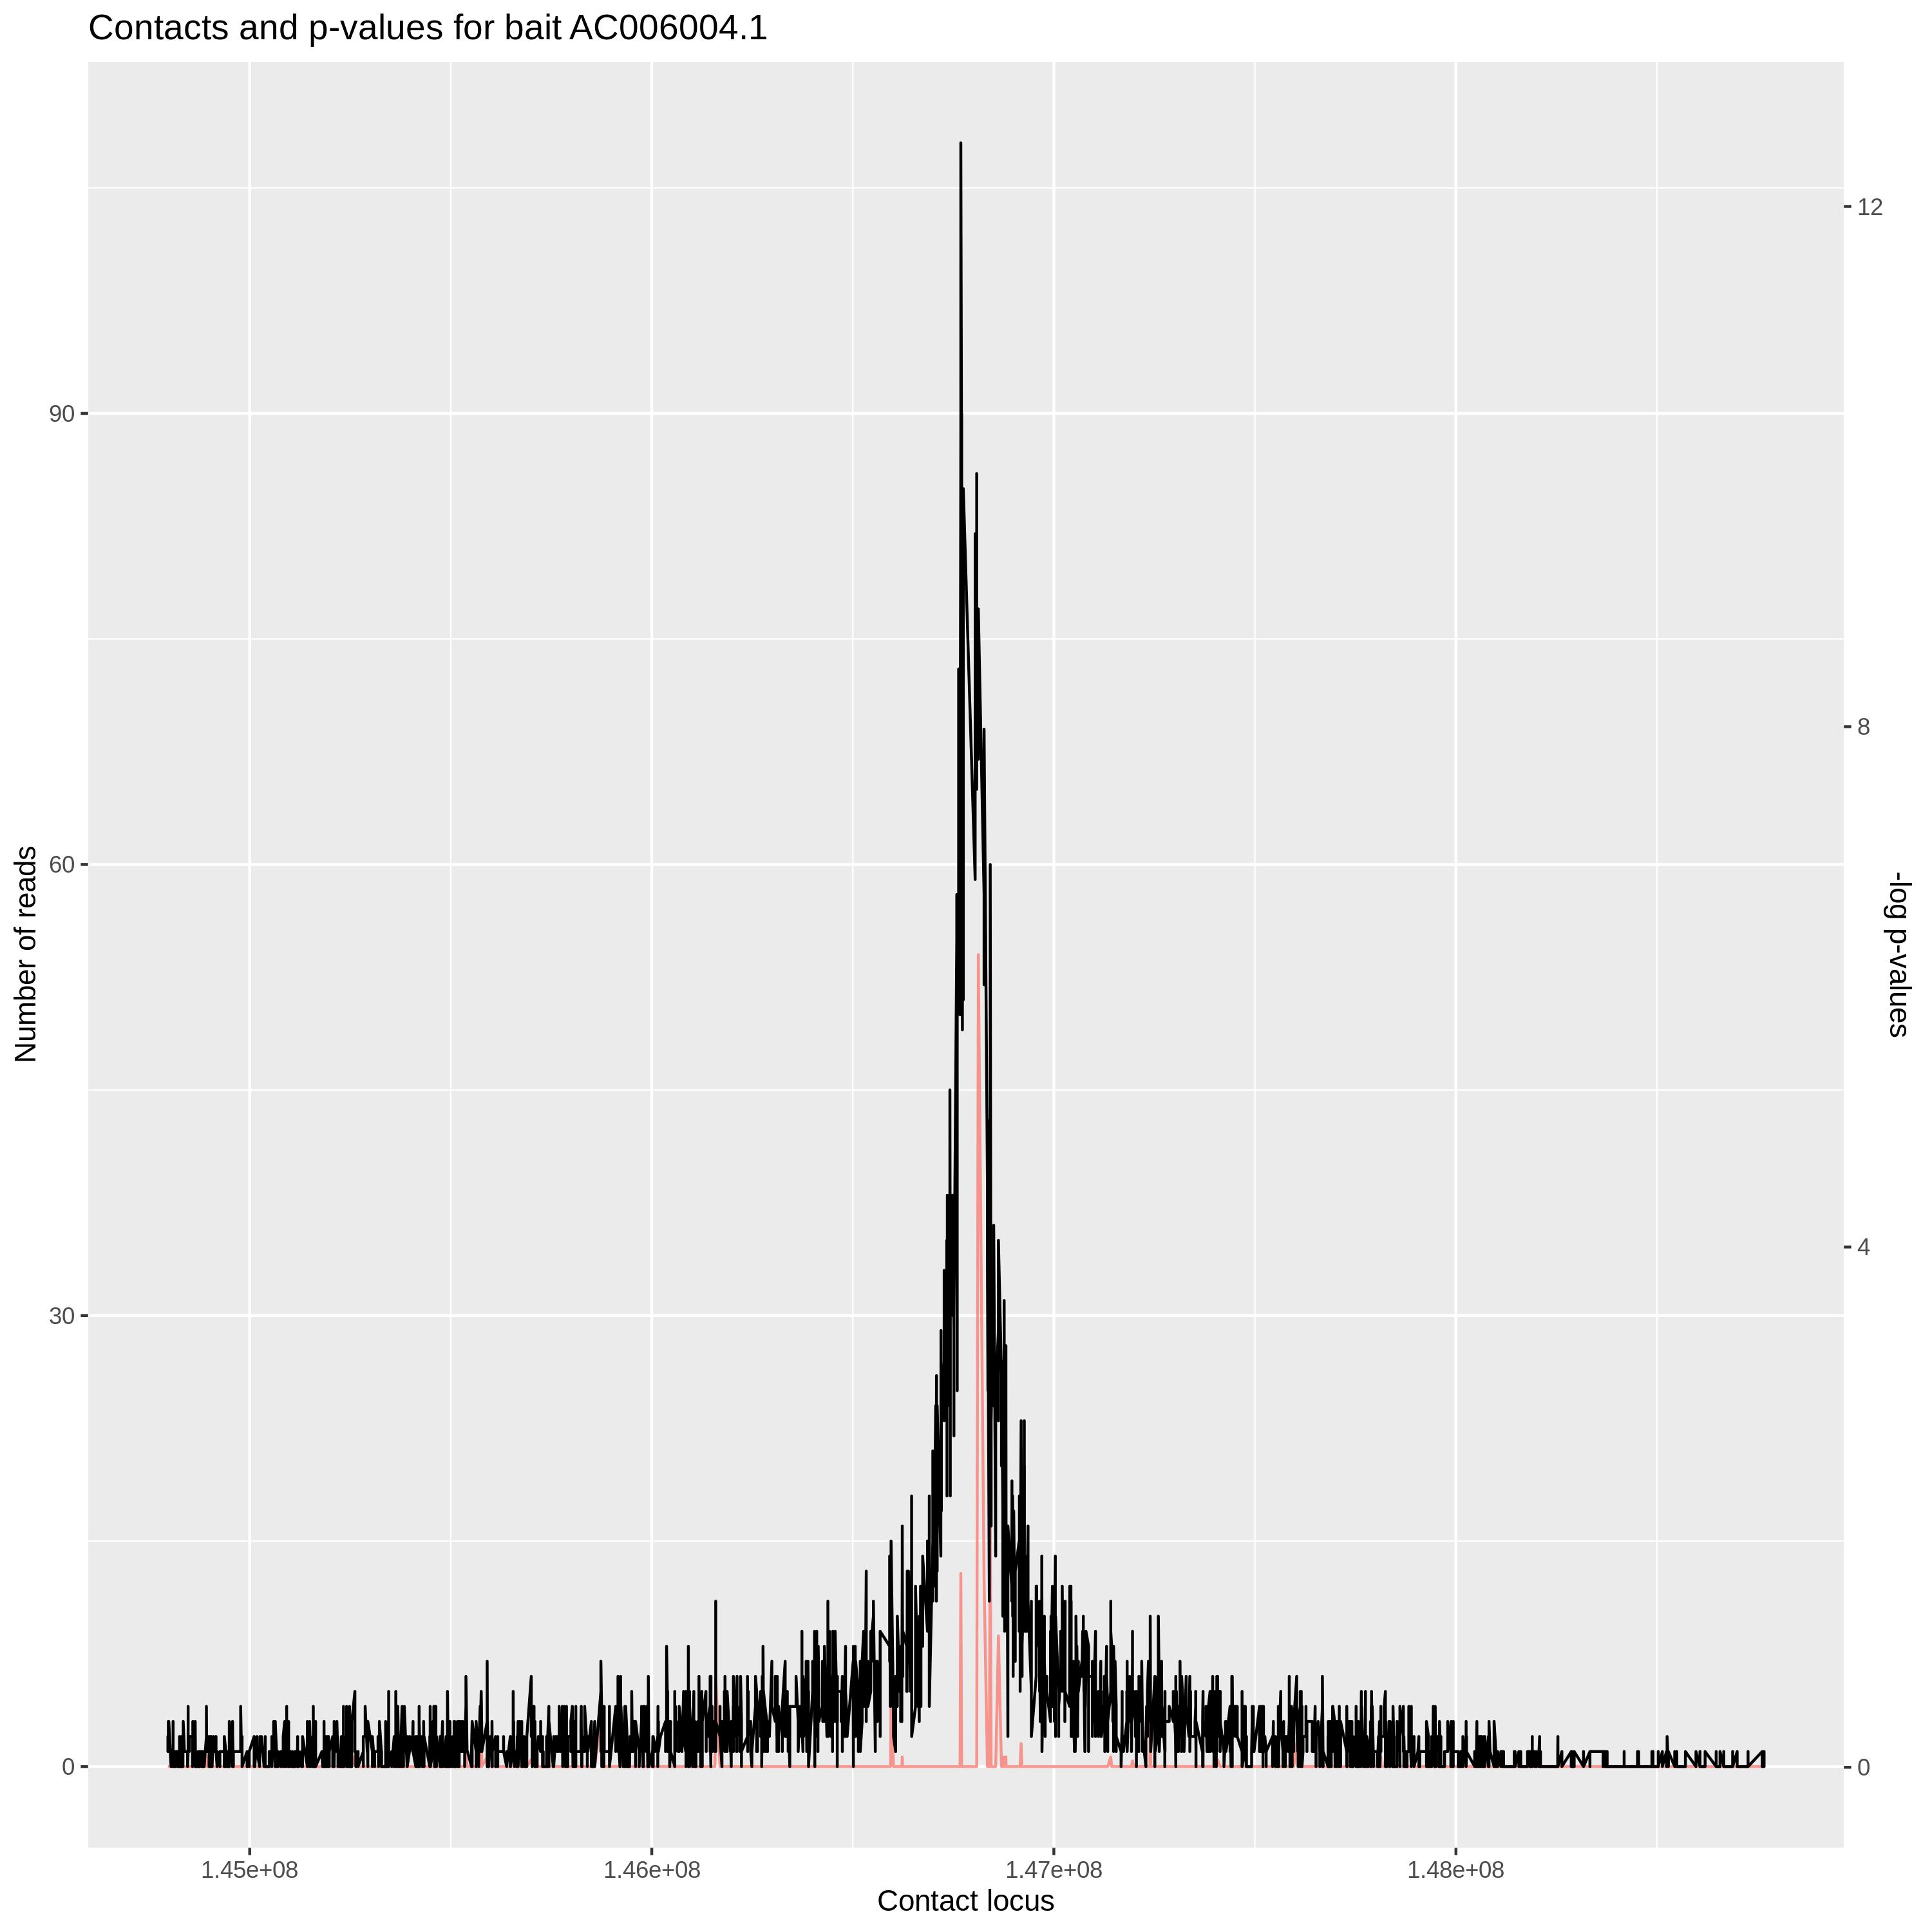 Contacts and p-values for bait AC006004.1
12
90
8
60
Number of reads
-log p-values
4
30
0
0
1.45e+08
1.46e+08
1.47e+08
1.48e+08
Contact locus